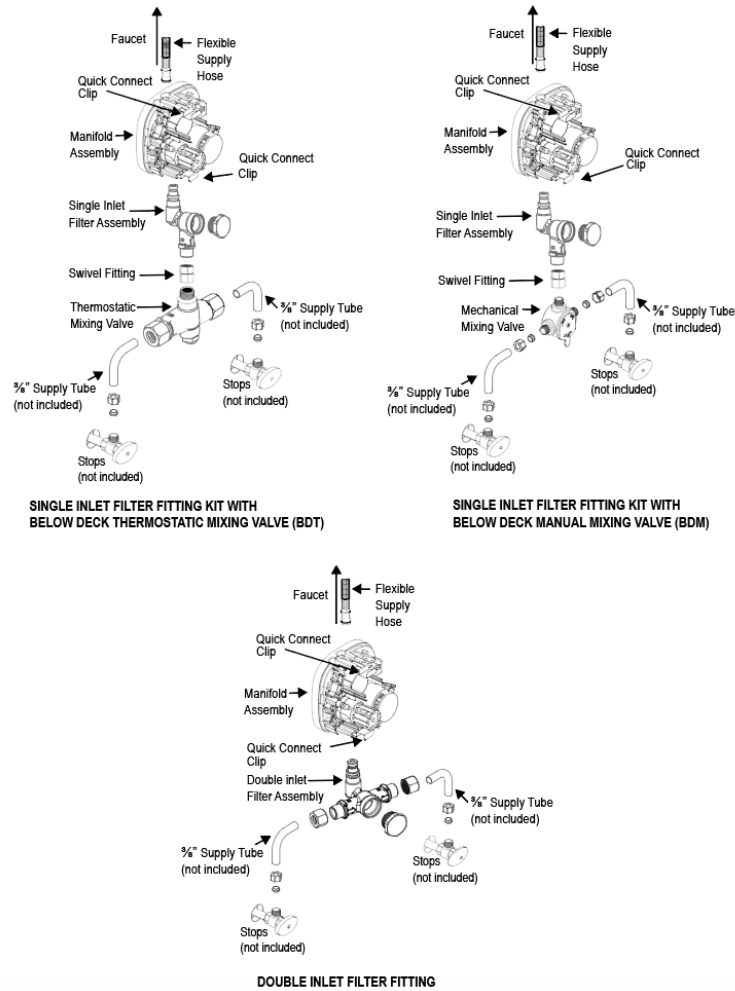 Faucet
Flexible
Supply
Hose
Quick Connect
Clip
Manifold
Assembly
Quick Connect
Clip
Single Inlet
Filter Assembly
Swivel Fitting
Thermostatic
Mixing Valve
⅜” Supply Tube
(not included)
Stops
(not included)
⅜” Supply Tube
(not included)
Stops
(not included)
SINGLE INLET FILTER FITTING KIT WITH
BELOW DECK THERMOSTATIC MIXING VALVE (BDT)
Faucet
Flexible
Supply
Hose
Quick Connect
Clip
Manifold
Assembly
Quick Connect
Clip
Single Inlet
Filter Assembly
Swivel Fitting
Mechanical
Mixing Valve
⅜” Supply Tube
(not included)
Stops
(not included)
⅜” Supply Tube
(not included)
Stops
(not included)
SINGLE INLET FILTER FITTING KIT WITH
BELOW DECK MANUAL MIXING VALVE (BDM)
Faucet
Flexible
Supply
Hose
Quick Connect
Clip
Manifold
Assembly
Quick Connect
Clip
Double inlet
Filter Assembly
⅜” Supply Tube
(not included)
Stops
(not included)
⅜” Supply Tube
(not included)
Stops
(not included)
DOUBLE INLET FILTER FITTING